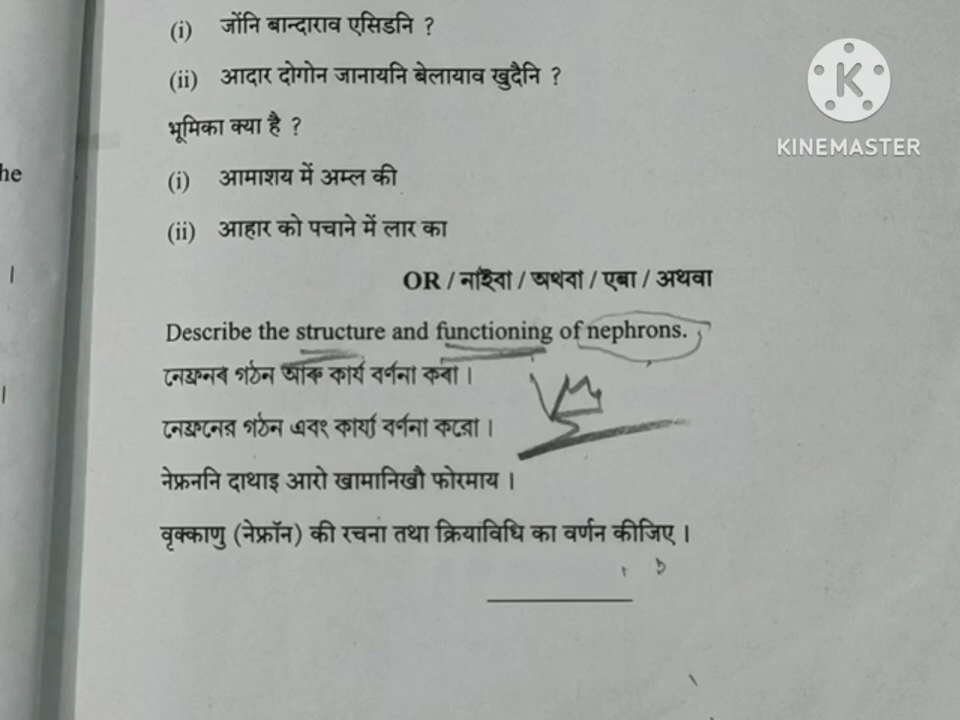 (i) जोंनि बान्दाराव एसिडनि ?
(ii) आदार दोगोन जानायनि बेलायाव खुदैनि ?
K
KINEMASTER
भूमिका क्या है ?
he
(i) आमाशय में अम्ल की
(ii) आहार को पचाने में लार का
OR / নাইবা / অথবা / एबा / अथवा
Describe the structure and functioning of nephrons.
নেফ্ৰনৰ গঠন আৰু কাৰ্য বৰ্ণনা কৰা ।
নেফ্রনের গঠন এবং কার্য্য বর্ণনা করো ।
नेफ्रननि दाथाइ आरो खामानिखौ फोरमाय ।
वृक्काणु (नेफ्रॉन) की रचना तथा क्रियाविधि का वर्णन कीजिए ।